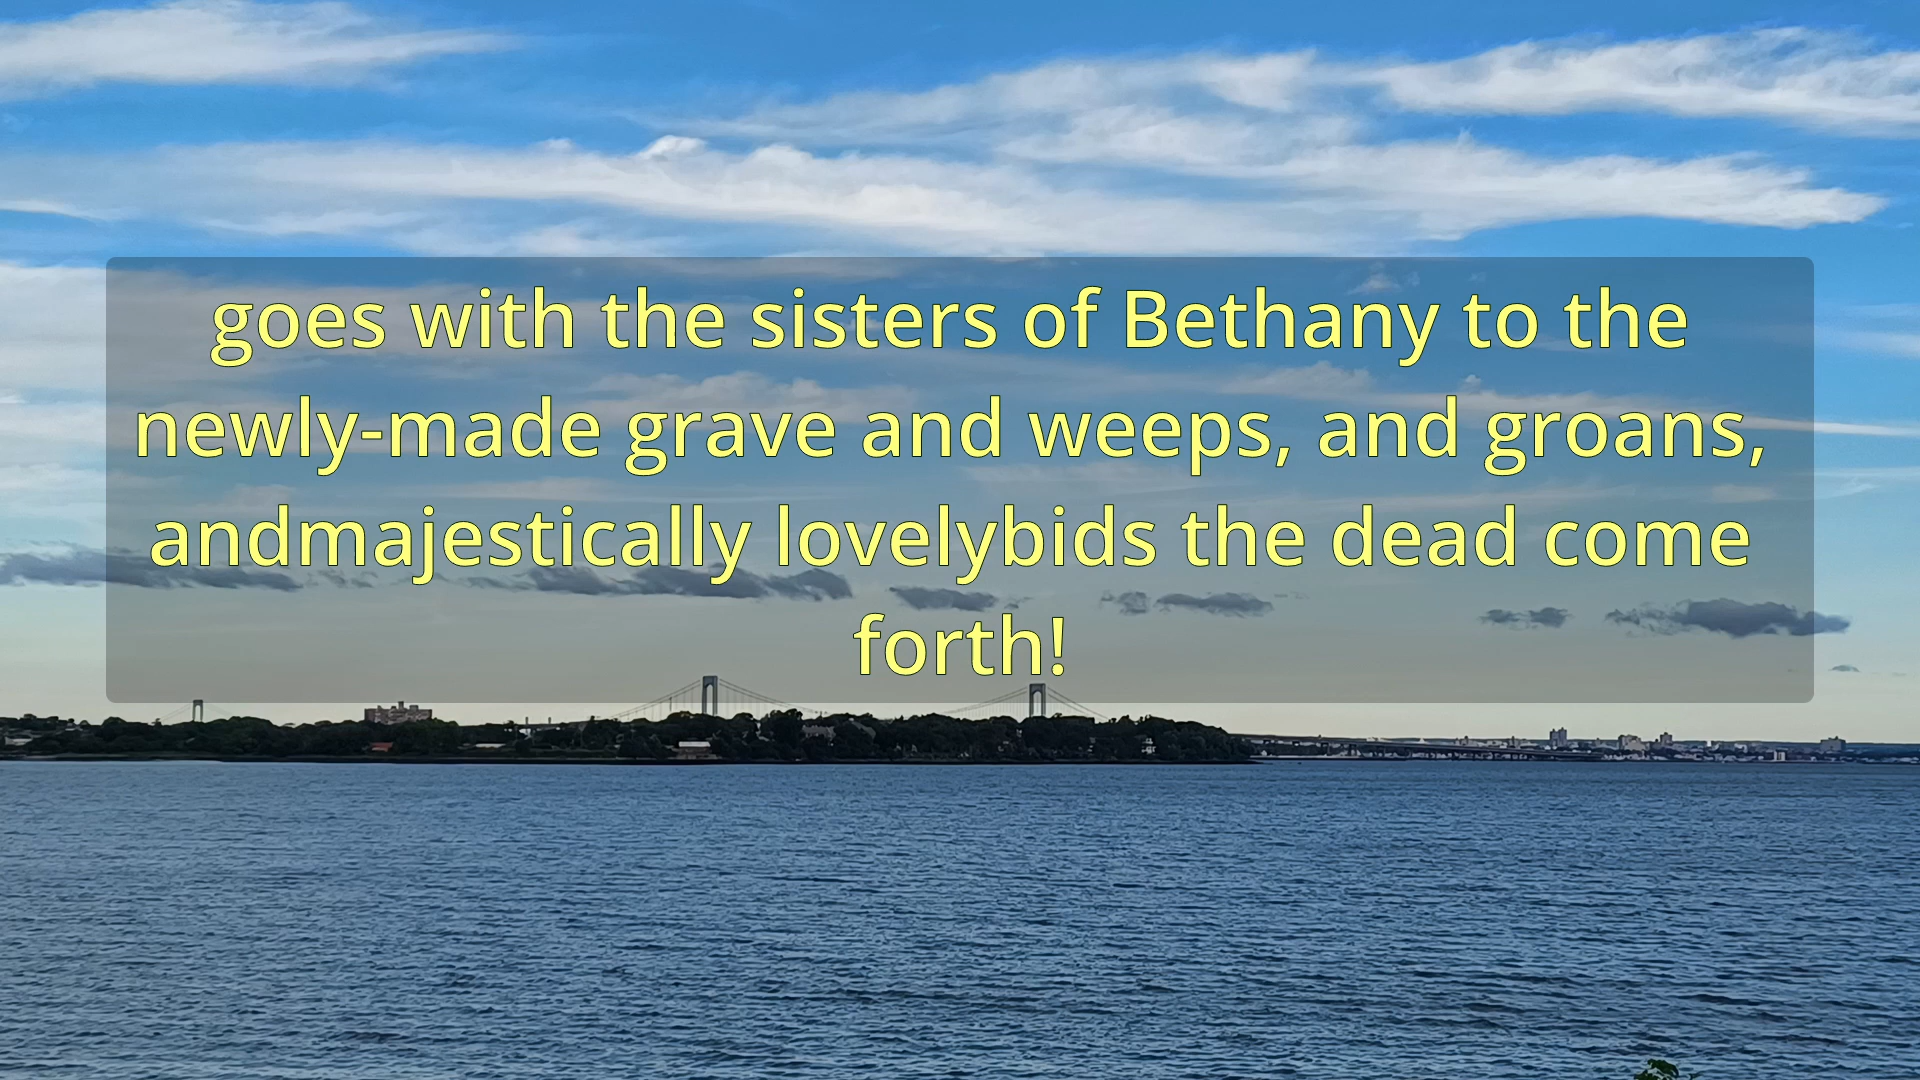 goes with the sisters of Bethany to the
newly-made grave and weeps, and groans,
andmajestically lovelybids the dead come
forth!